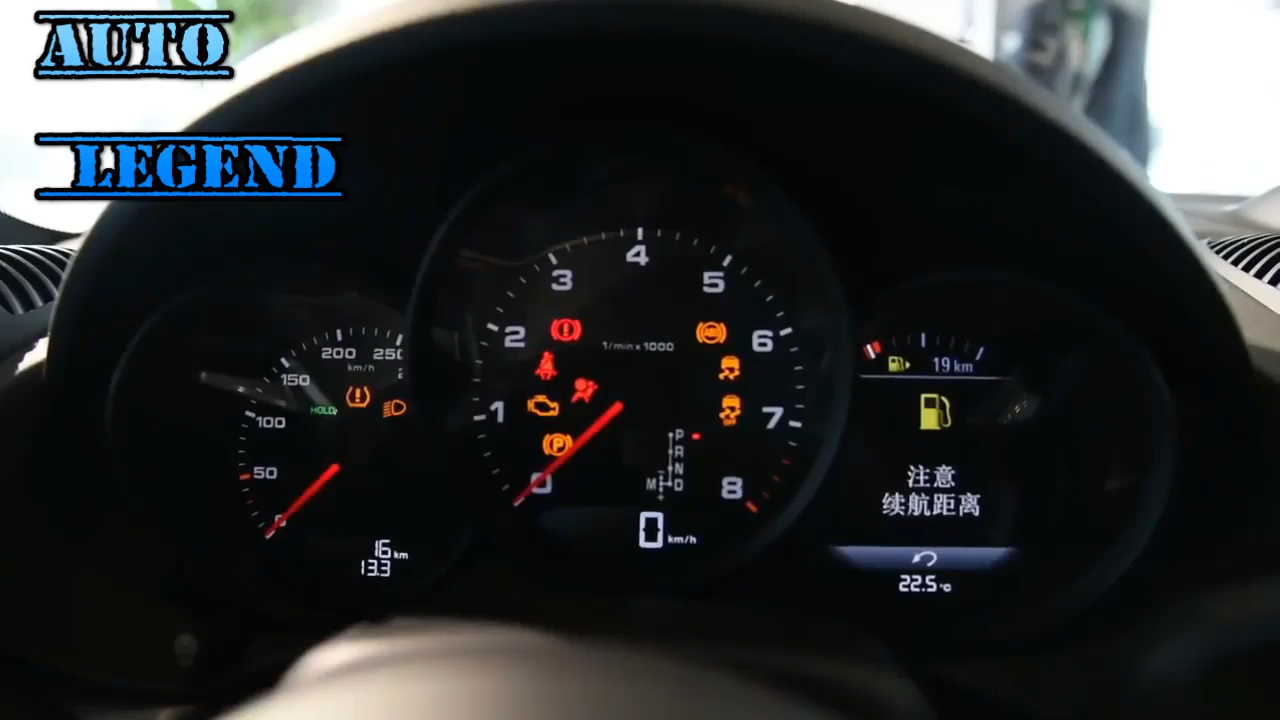 AUTO
LEGEND
4
3
5
2
1/min x 1000
6
1
7
0
8
P
R
N
M
D
0 km/h
200
250
km/h
150
HOLD
100
50
0
16 km
13.3
ABS
OFF
P
19 km
注意
续航距离
22.5 °C